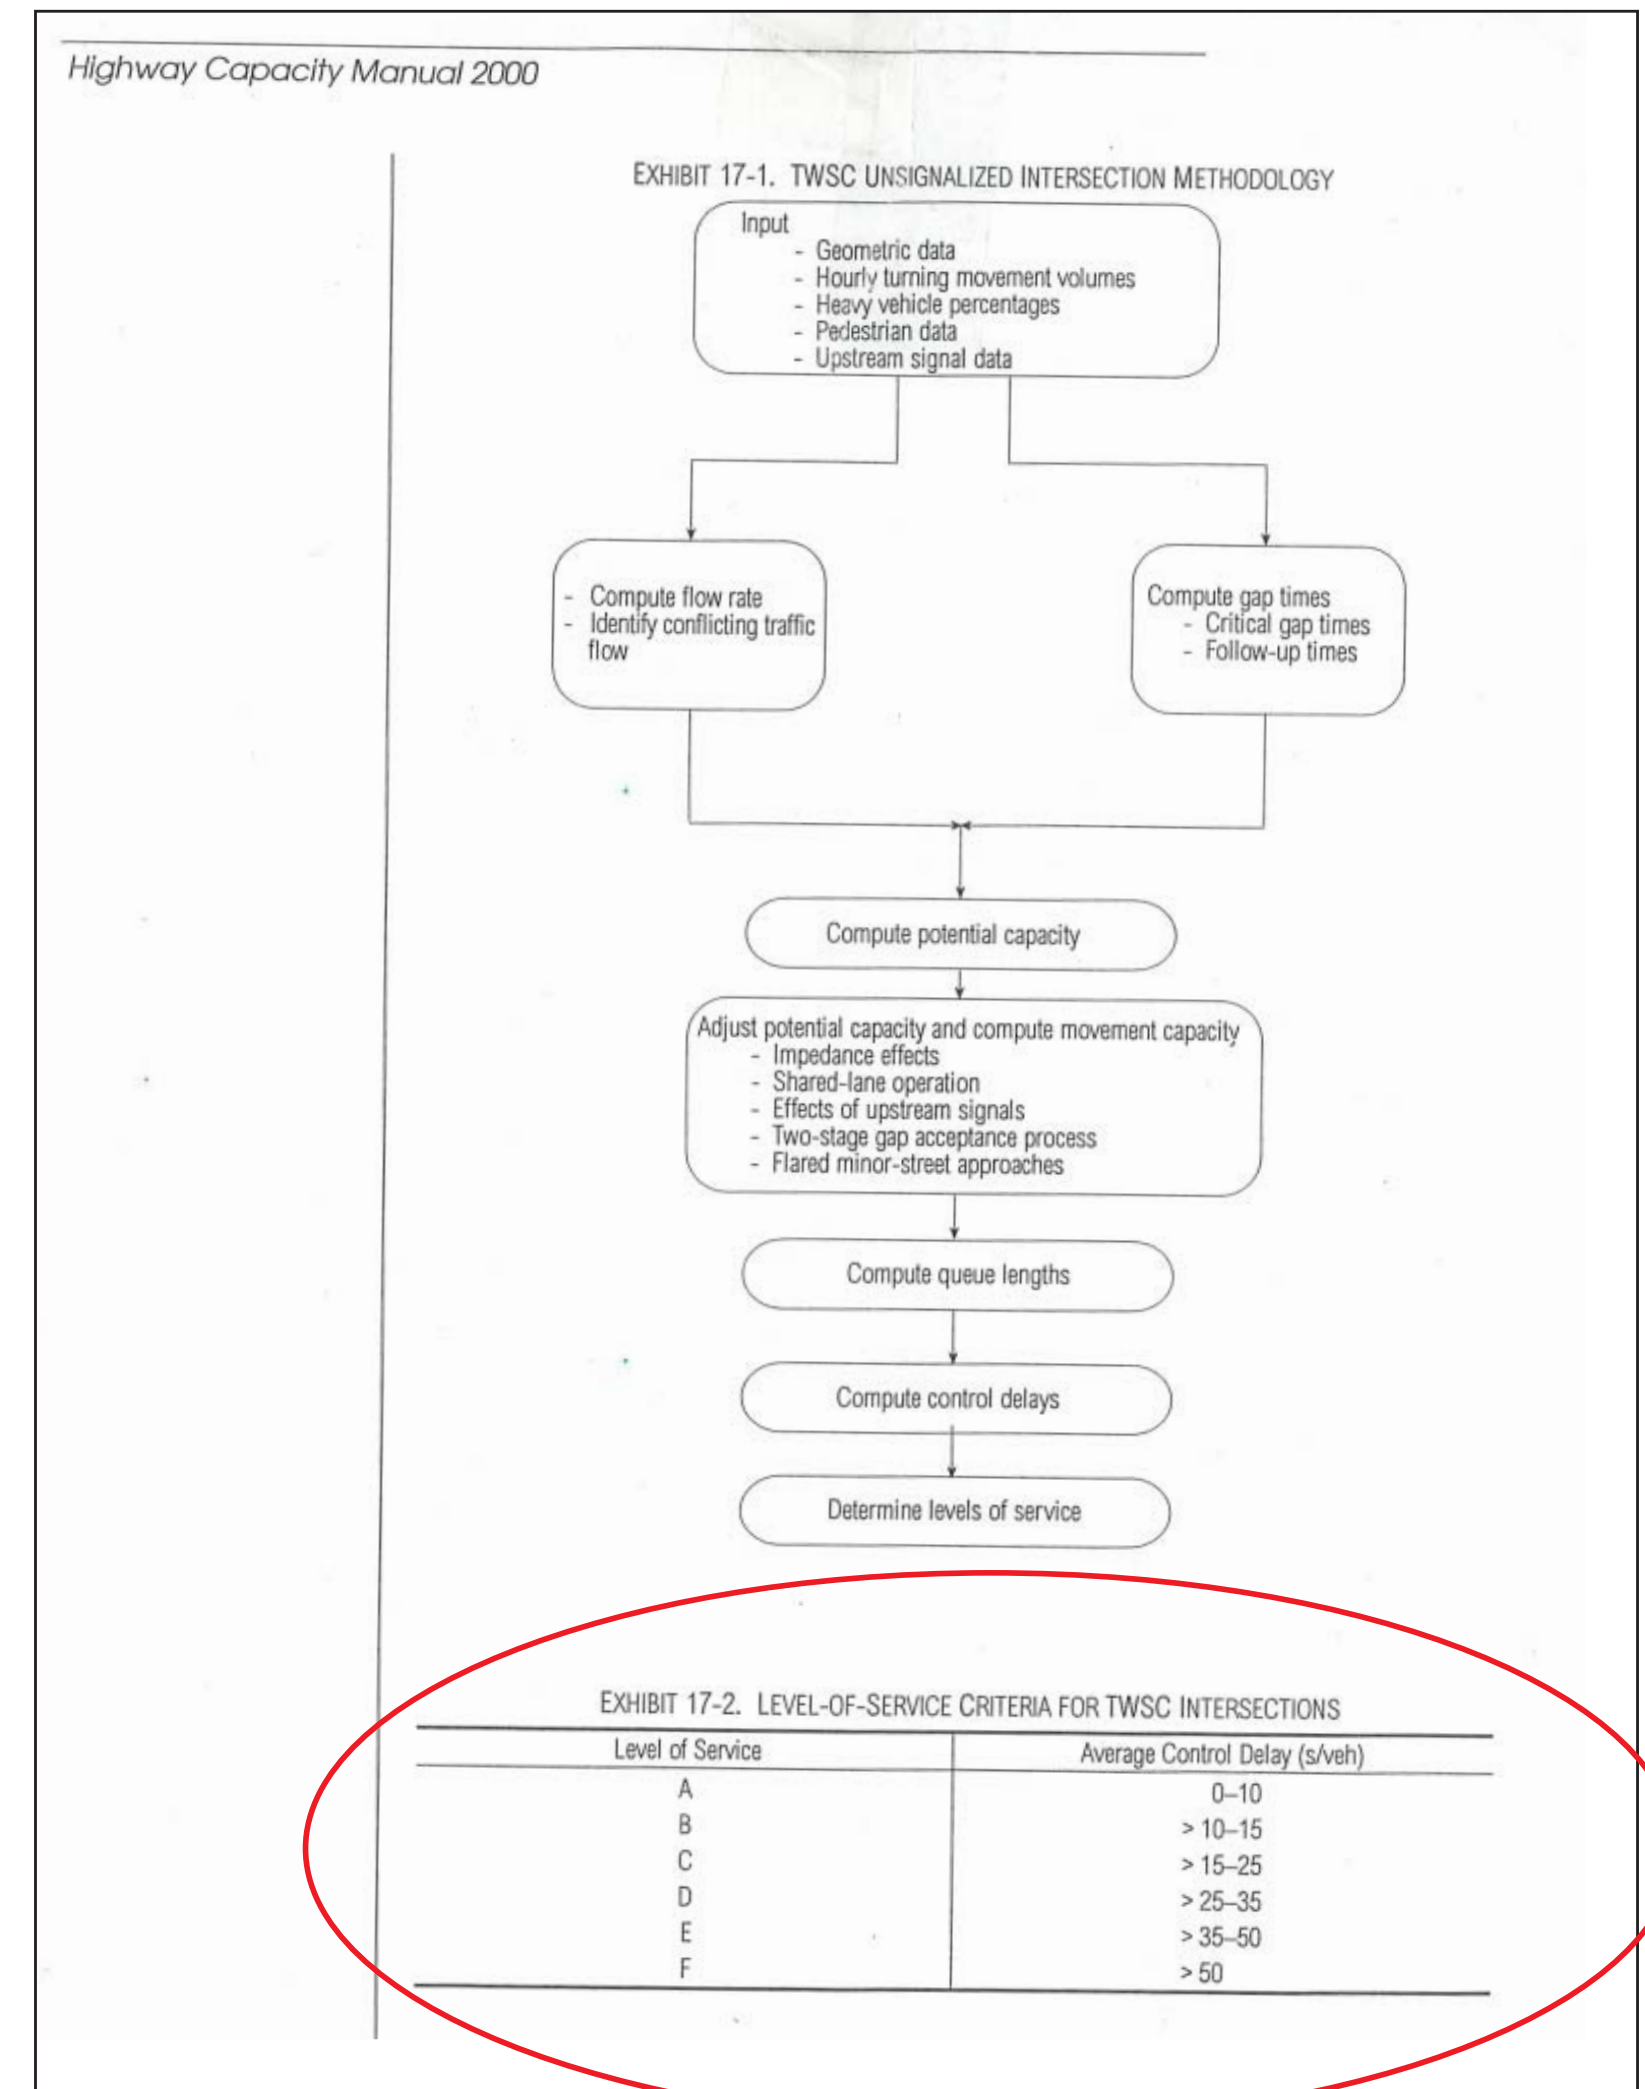 Highway Capacity Manual 2000
EXHIBIT 17-1. TWSC UNSIGNALIZED INTERSECTION METHODOLOGY
Input
- Geometric data
- Hourly turning movement volumes
- Heavy vehicle percentages
- Pedestrian data
- Upstream signal data
- Compute flow rate
- Identify conflicting traffic
flow
Compute gap times
- Critical gap times
- Follow-up times
Compute potential capacity
Adjust potential capacity and compute movement capacity
- Impedance effects
- Shared-lane operation
- Effects of upstream signals
- Two-stage gap acceptance process
- Flared minor-street approaches
Compute queue lengths
Compute control delays
Determine levels of service
EXHIBIT 17-2. LEVEL-OF-SERVICE CRITERIA FOR TWSC INTERSECTIONS
Level of Service Average Control Delay (s/veh)
A 0–10
B > 10–15
C > 15–25
D > 25–35
E > 35–50
F > 50